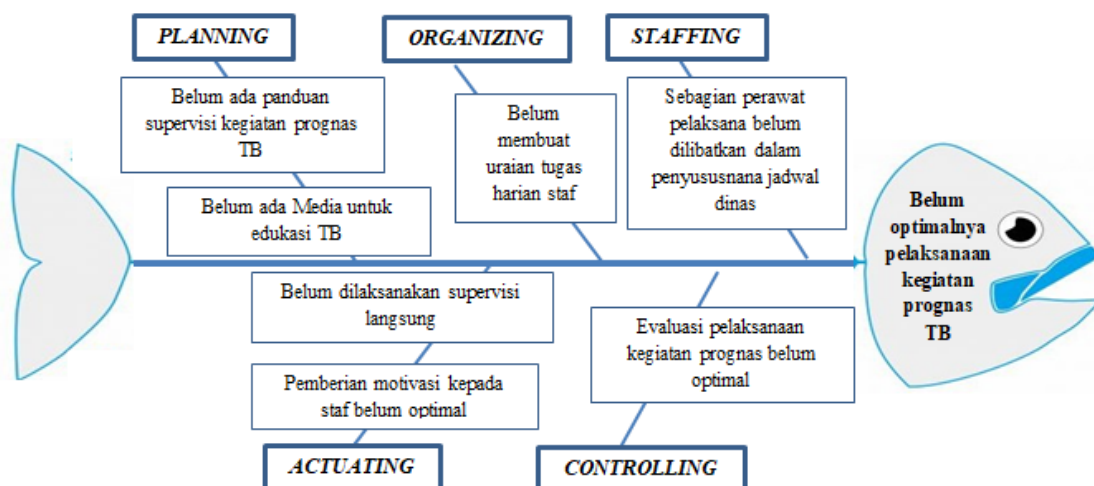 PLANNING
ORGANIZING
STAFFING
Belum ada panduan
supervisi kegiatan prognas
TB
Belum ada Media untuk
edukasi TB
Belum
membuat
uraian tugas
harian staf
Sebagian perawat
pelaksana belum
dilibatkan dalam
penyususnana jadwal
dinas
Belum
optimalnya
pelaksanaan
kegiatan
prognas
TB
Belum dilaksanakan supervisi
langsung
Pemberian motivasi kepada
staf belum optimal
Evaluasi pelaksanaan
kegiatan prognas belum
optimal
ACTUATING
CONTROLLING